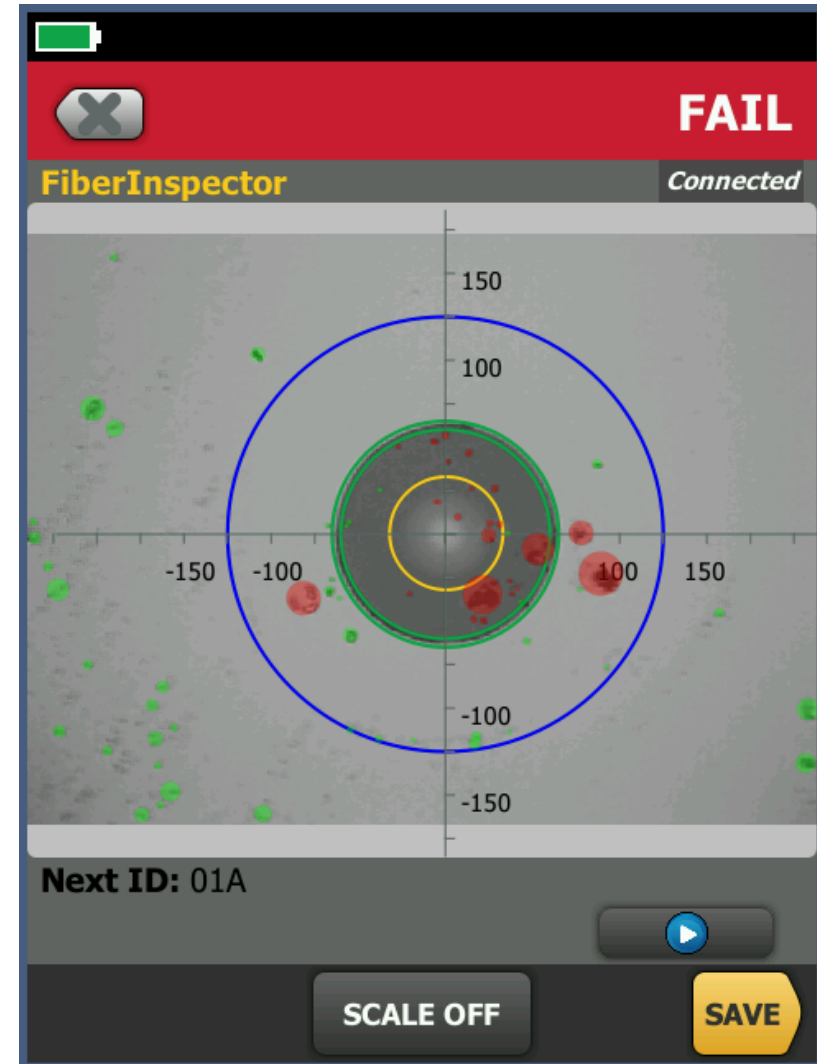 FAIL
FiberInspector Connected
150
100
-150 -100 100 150
-100
-150
Next ID: 01A
SCALE OFF SAVE